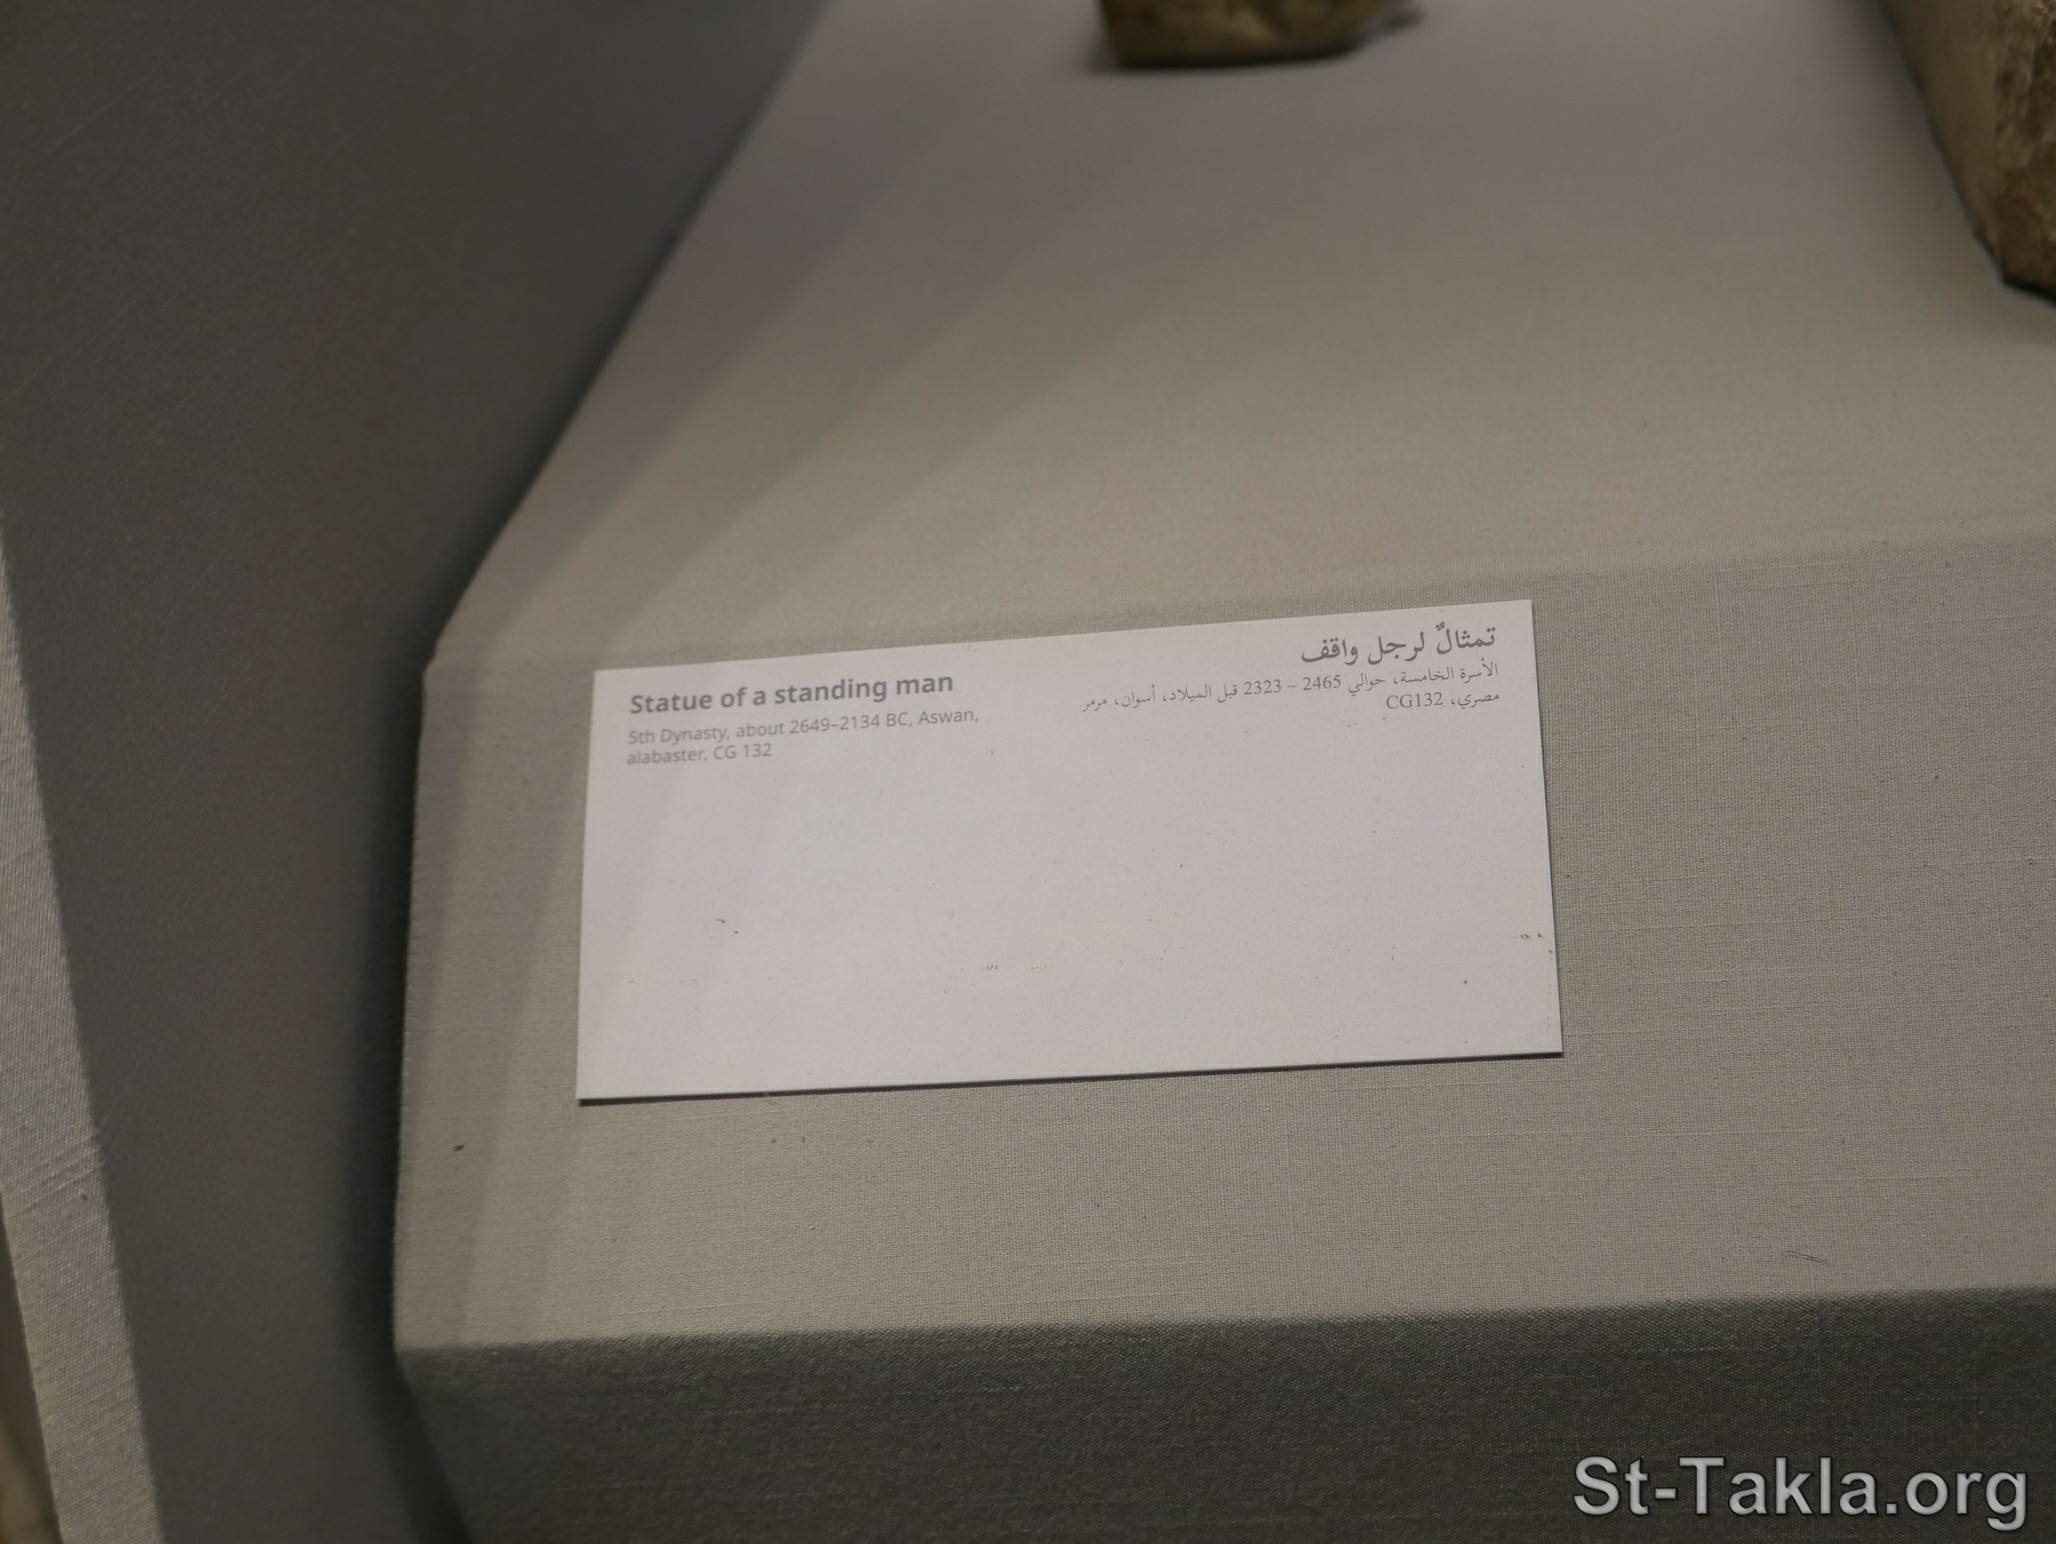 Statue of a standing man
5th Dynasty, about 2649–2134 BC, Aswan,
alabaster, CG 132
تمثالٌ لرجل واقف
الأسرة الخامسة، حوالي 2465 – 2323 قبل الميلاد، أسوان، مرمر
مصري، CG132
St-Takla.org